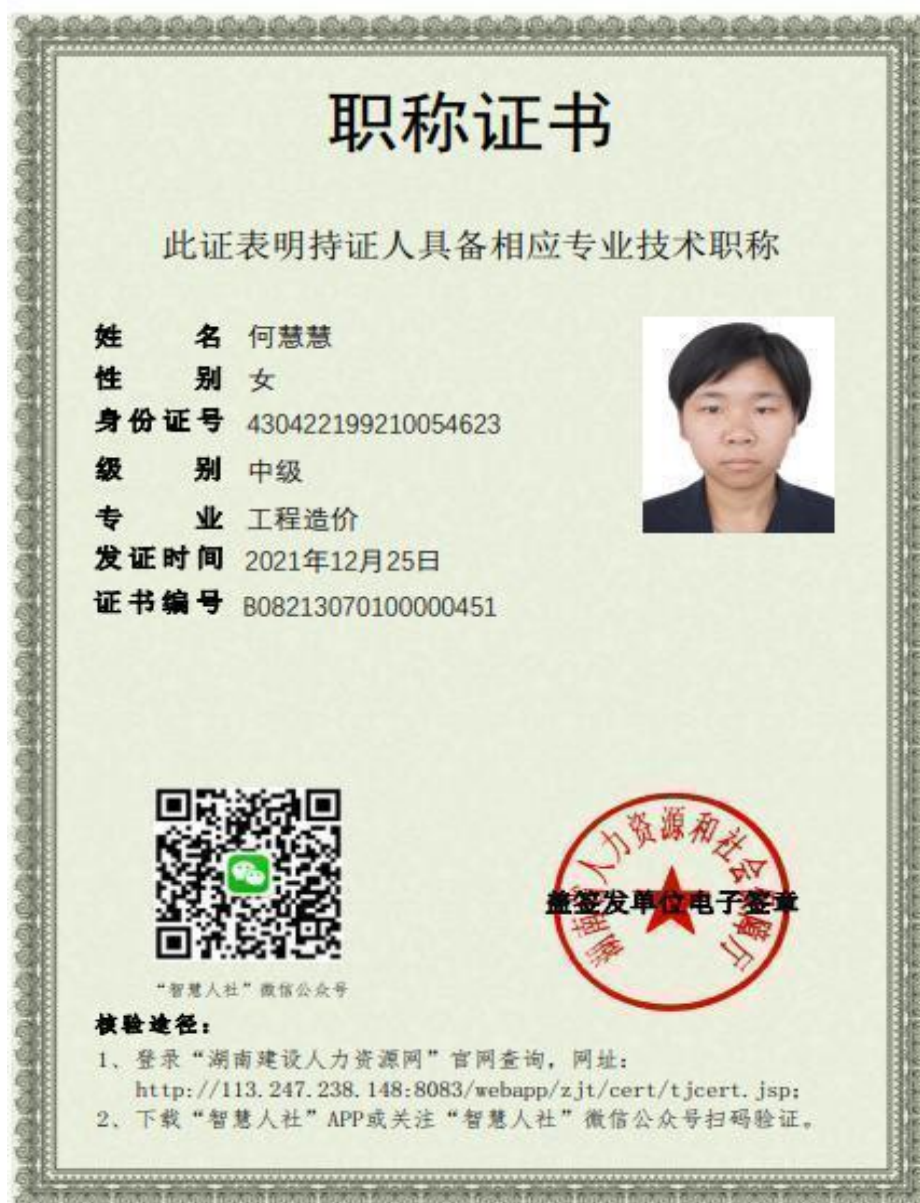 职称证书
此证表明持证人具备相应专业技术职称
姓名 何慧慧
性别 女
身份证号 430422199210054623
级别 中级
专业 工程造价
发证时间 2021年12月25日
证书编号 B08213070100000451
湖南省人力资源和社会保障厅
盖签发单位电子签章
“智慧人社”微信公众号
核验途径:
1、登录“湖南建设人力资源网”官网查询,网址:
http://113.247.238.148:8083/webapp/zjt/cert/tjcert.jsp;
2、下载“智慧人社”APP或关注“智慧人社”微信公众号扫码验证。